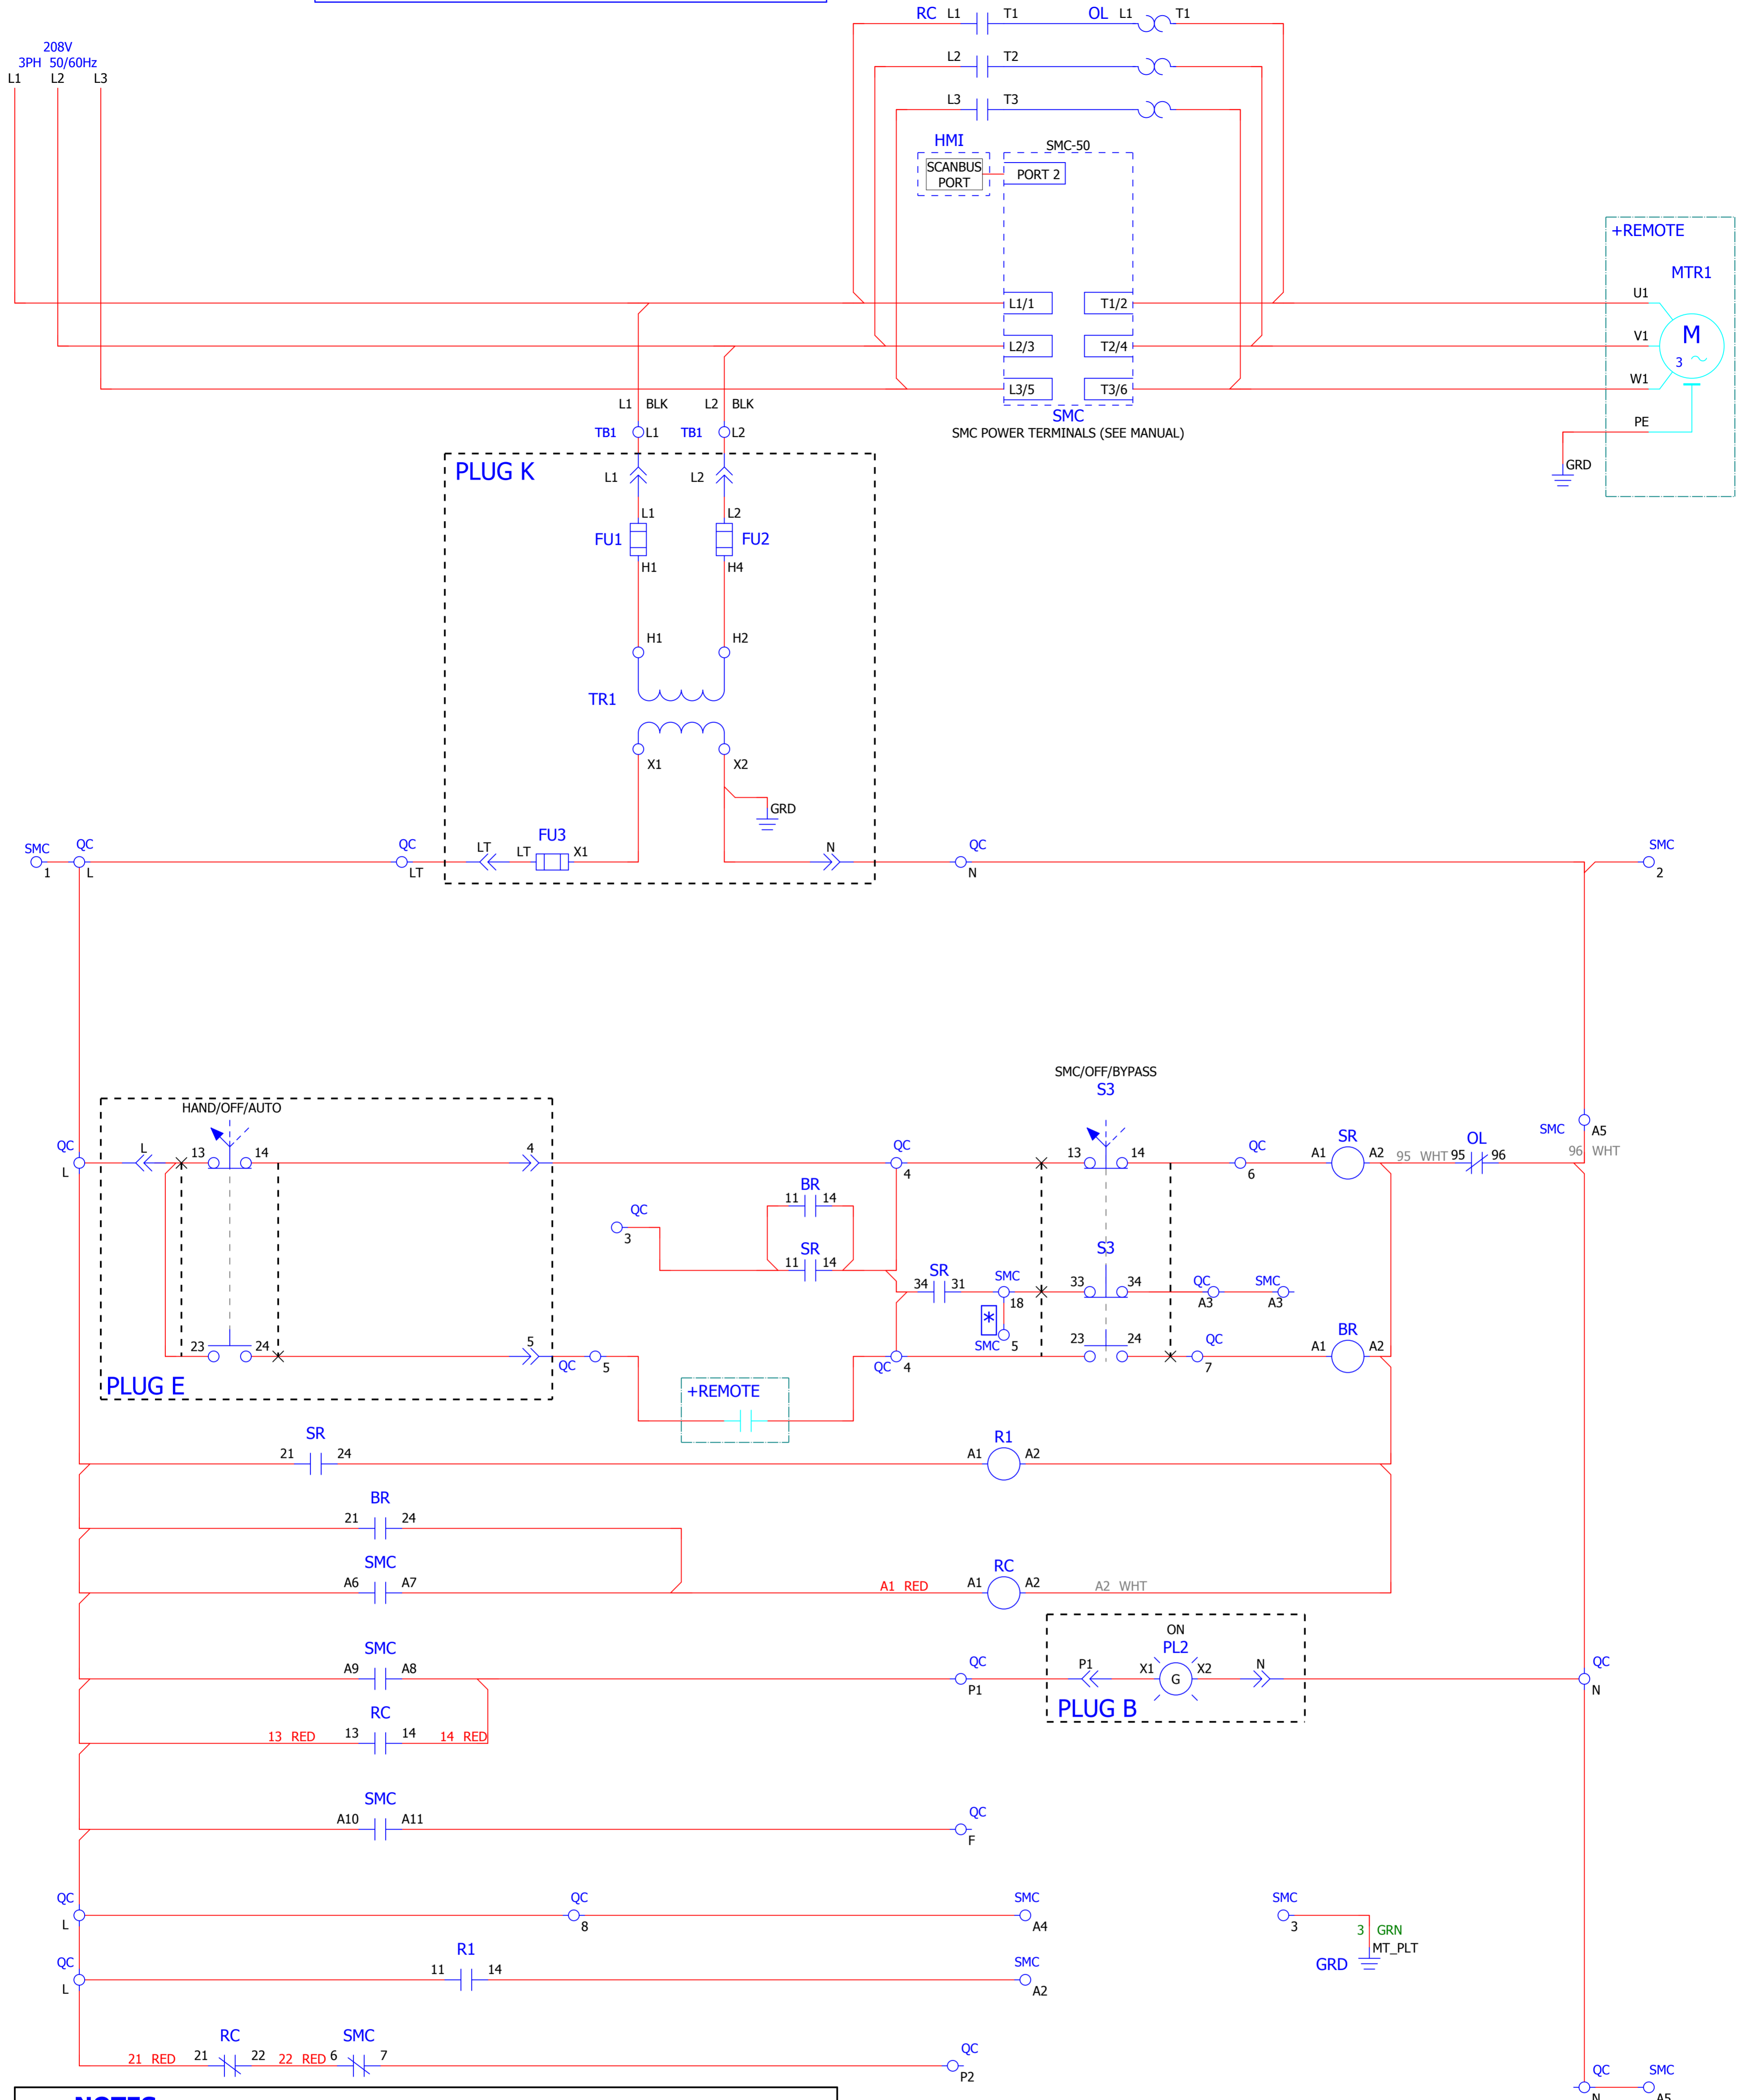 RC L1 T1 OL L1 T1
208V
3PH 50/60Hz
L1 L2 L3
L2 T2
L3 T3
HMI
SMC-50
SCANBUS
PORT
PORT 2
+REMOTE
MTR1
L1/1 T1/2 U1
L2/3 T2/4 V1
M
3
L3/5 T3/6 W1
L1 BLK L2 BLK
SMC
SMC POWER TERMINALS (SEE MANUAL)
PE
TB1 L1 TB1 L2
GRD
PLUG K
L1 L2
L1 L2
FU1 FU2
H1 H4
H1 H2
TR1
X1 X2
GRD
SMC QC QC LT LT FU3 X1 N QC SMC
1 L LT N 2
SMC/OFF/BYPASS
S3
HAND/OFF/AUTO
SMC A5
QC L 13 14 4 QC 13 14 QC A1 SR A2 95 WHT 95 OL 96 96 WHT
L 4 6
BR
11 14
QC
3
SR
11 14
S3
SR
34 31 SMC 33 34 QC SMC
18 A3 A3
*
SMC 5
23 24 5 QC 5 QC 4 23 24 QC 7 A1 BR A2
PLUG E
+REMOTE
SR
21 24
R1
A1 A2
BR
21 24
SMC
A6 A7
A1 RED A1 RC A2 A2 WHT
ON
PL2
SMC
A9 A8
QC
P1
P1 X1 G X2 N
PLUG B
QC
N
RC
13 RED 13 14 14 RED
SMC
A10 A11
QC
F
QC QC SMC SMC
L 8 A4 3
3 GRN
MT_PLT
GRD
QC R1 SMC
L 11 14 A2
RC SMC
21 RED 21 22 22 RED 6 7
QC
P2
QC SMC
N A5
NOTES